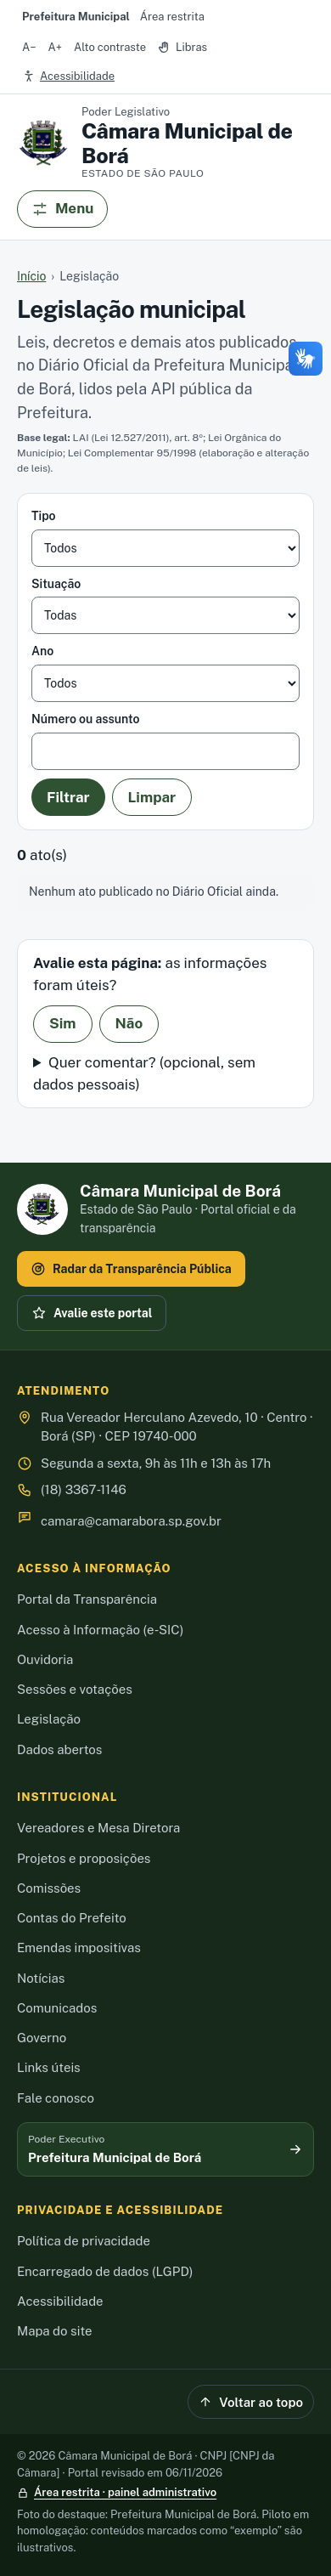 Prefeitura Municipal Área restrita
A− A+ Alto contraste Libras
Acessibilidade
Poder Legislativo
Câmara Municipal de
Borá
ESTADO DE SÃO PAULO
Menu
Início › Legislação
Legislação municipal
Leis, decretos e demais atos publicados
no Diário Oficial da Prefeitura Municipal
de Borá, lidos pela API pública da
Prefeitura.
Base legal: LAI (Lei 12.527/2011), art. 8º; Lei Orgânica do
Município; Lei Complementar 95/1998 (elaboração e alteração
de leis).
Tipo
Todos
Situação
Todas
Ano
Todos
Número ou assunto
Filtrar Limpar
0 ato(s)
Nenhum ato publicado no Diário Oficial ainda.
Avalie esta página: as informações
foram úteis?
Sim Não
Quer comentar? (opcional, sem
dados pessoais)
Câmara Municipal de Borá
Estado de São Paulo · Portal oficial e da
transparência
Radar da Transparência Pública
Avalie este portal
ATENDIMENTO
Rua Vereador Herculano Azevedo, 10 · Centro ·
Borá (SP) · CEP 19740-000
Segunda a sexta, 9h às 11h e 13h às 17h
(18) 3367-1146
camara@camarabora.sp.gov.br
ACESSO À INFORMAÇÃO
Portal da Transparência
Acesso à Informação (e-SIC)
Ouvidoria
Sessões e votações
Legislação
Dados abertos
INSTITUCIONAL
Vereadores e Mesa Diretora
Projetos e proposições
Comissões
Contas do Prefeito
Emendas impositivas
Notícias
Comunicados
Governo
Links úteis
Fale conosco
Poder Executivo
Prefeitura Municipal de Borá →
PRIVACIDADE E ACESSIBILIDADE
Política de privacidade
Encarregado de dados (LGPD)
Acessibilidade
Mapa do site
Voltar ao topo
© 2026 Câmara Municipal de Borá · CNPJ [CNPJ da
Câmara] · Portal revisado em 06/11/2026
Área restrita · painel administrativo
Foto do destaque: Prefeitura Municipal de Borá. Piloto em
homologação: conteúdos marcados como “exemplo” são
ilustrativos.